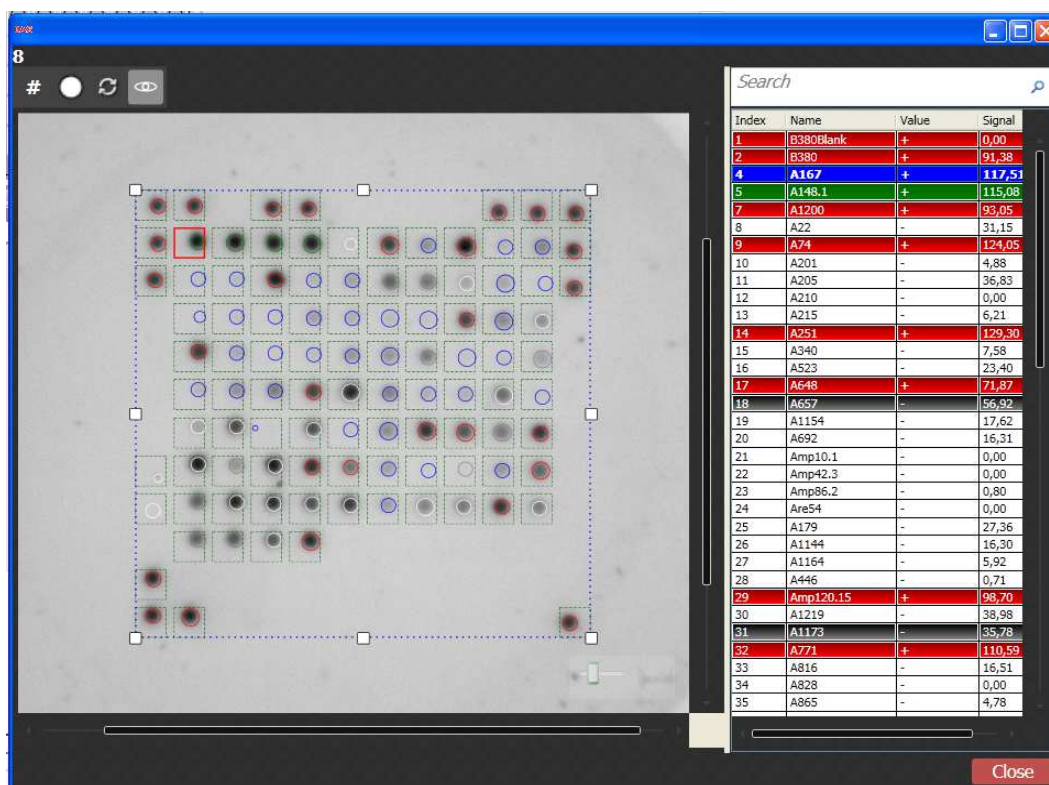 8
#
Search
Index Name Value Signal
1 B380Blank + 0,00
2 B380 + 91,38
4 A167 + 117,51
5 A148.1 + 115,08
7 A1200 + 93,05
8 A22 - 31,15
9 A74 + 124,05
10 A201 - 4,88
11 A205 - 36,83
12 A210 - 0,00
13 A215 - 6,21
14 A251 + 129,30
15 A340 - 7,58
16 A523 - 23,40
17 A648 + 71,87
18 A657 - 56,92
19 A1154 - 17,62
20 A692 - 16,31
21 Amp10.1 - 0,00
22 Amp42.3 - 0,00
23 Amp86.2 - 0,80
24 Are54 - 0,00
25 A179 - 27,36
26 A1144 - 16,30
27 A1164 - 5,92
28 A446 - 0,71
29 Amp120.15 + 98,70
30 A1219 - 38,98
31 A1173 - 35,78
32 A771 + 110,59
33 A816 - 16,51
34 A828 - 0,00
35 A865 - 4,78
Close